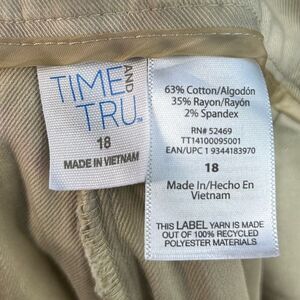 TIME
AND
TRU™
18
MADE IN VIETNAM
63% Cotton/Algodón
35% Rayon/Rayón
2% Spandex
RN# 52469
TT14100095001
EAN/UPC 1 9344183970
18
Made In/Hecho En
Vietnam
This LABEL YARN IS MADE
OUT OF 100% RECYCLED
POLYESTER MATERIALS